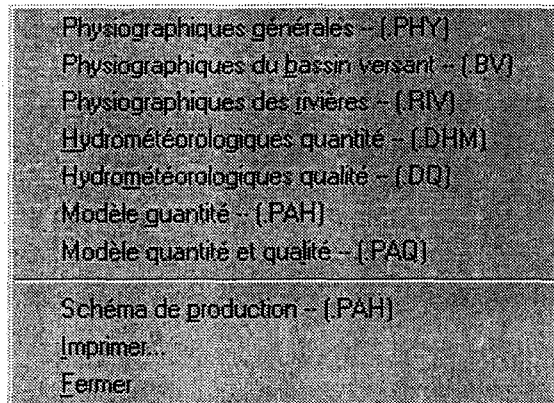 Physiographiques générales -- (.PHY)
Physiographiques du bassin versant -- (.BV)
Physiographiques des rivières -- (.RIV)
Hydrométéorologiques quantité -- (.DHM)
Hydrométéorologiques qualité -- (.DQ)
Modèle quantité -- (.PAH)
Modèle quantité et qualité -- (.PAQ)
Schéma de production -- (.PAH)
Imprimer...
Fermer